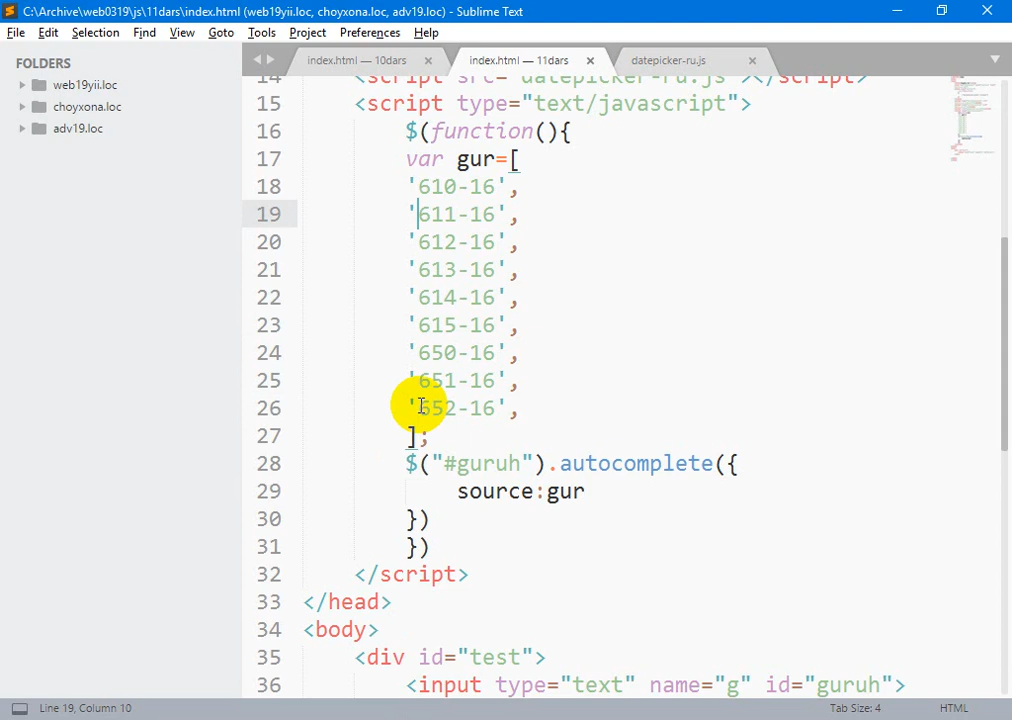 C:\Archive\web0319\js\11dars\index.html (web19yii.loc, choyxona.loc, adv19.loc) - Sublime Text
File Edit Selection Find View Goto Tools Project Preferences Help
FOLDERS
web19yii.loc
choyxona.loc
adv19.loc
index.html — 10dars
index.html — 11dars
datepicker-ru.js
14 <script src="datepicker-ru.js"></script>
15 <script type="text/javascript">
16 $(function(){
17 var gur=[
18 '610-16',
19 '611-16',
20 '612-16',
21 '613-16',
22 '614-16',
23 '615-16',
24 '650-16',
25 '651-16',
26 '652-16',
27 ];
28 $("#guruh").autocomplete({
29 source:gur
30 })
31 })
32 </script>
33 </head>
34 <body>
35 <div id="test">
36 <input type="text" name="g" id="guruh">
Line 19, Column 10
Tab Size: 4
HTML